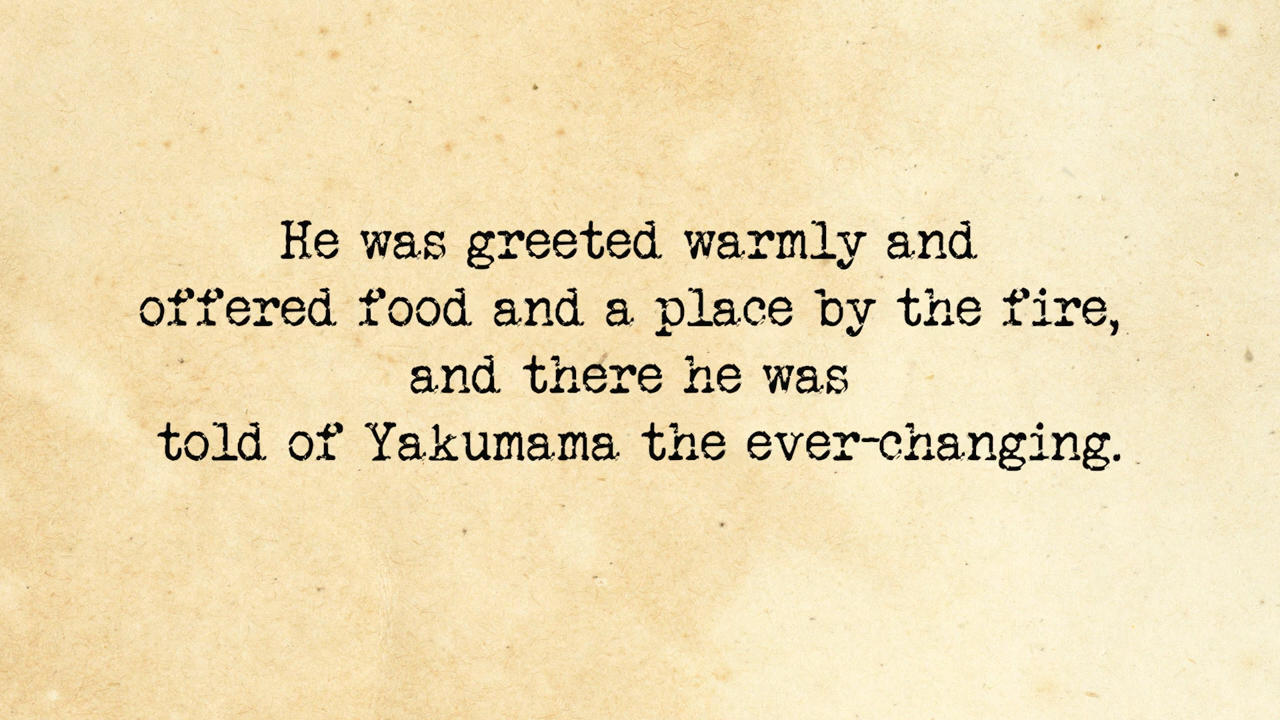 He was greeted warmly and
offered food and a place by the fire,
and there he was
told of Yakumama the ever-changing.